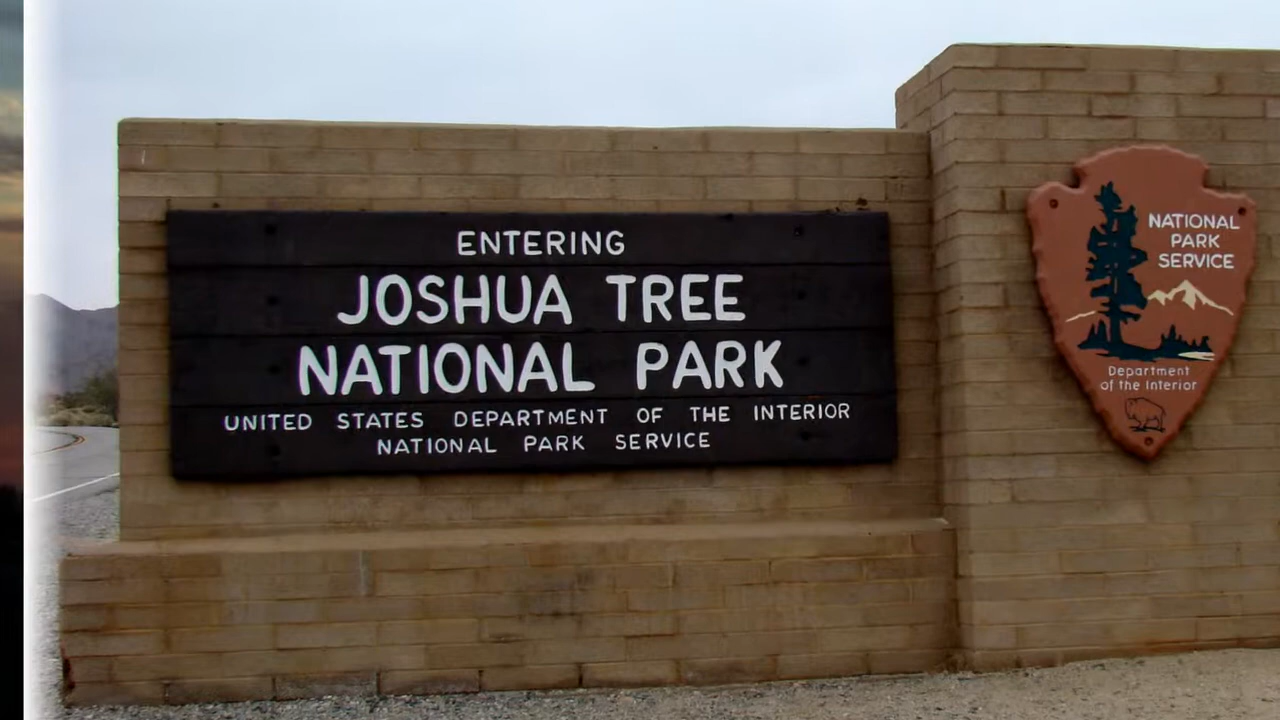 ENTERING
JOSHUA TREE
NATIONAL PARK
UNITED STATES DEPARTMENT OF THE INTERIOR
NATIONAL PARK SERVICE
NATIONAL
PARK
SERVICE
Department
of the Interior